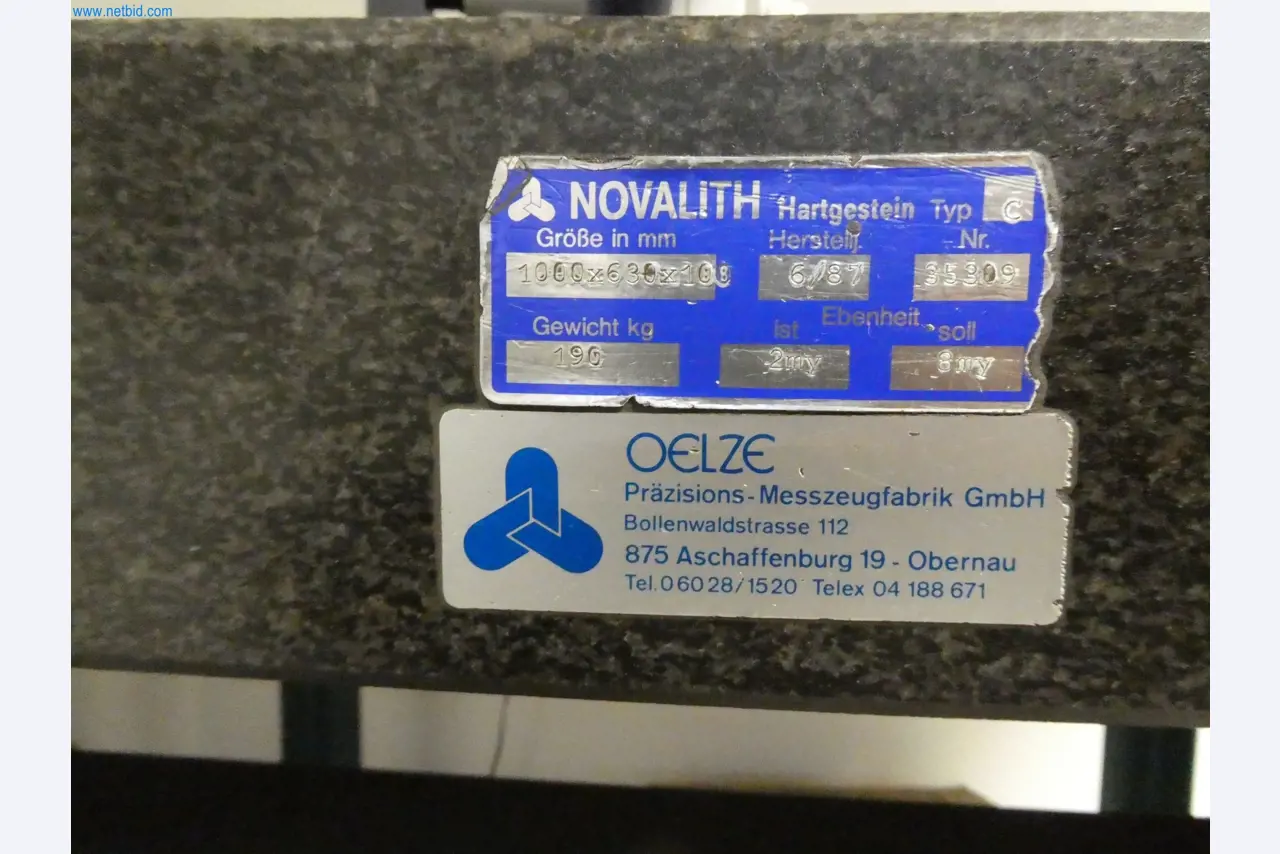 www.netbid.com
NOVALITH Hartgestein Typ C
Größe in mm Herstellj. Nr.
6/87 35309
Ebenheit
Gewicht kg ist soll
190 2my 8my
OELZE
Präzisions-Messzeugfabrik GmbH
Bollenwaldstrasse 112
875 Aschaffenburg 19 - Obernau
Tel.06028/1520 Telex 04 188 671